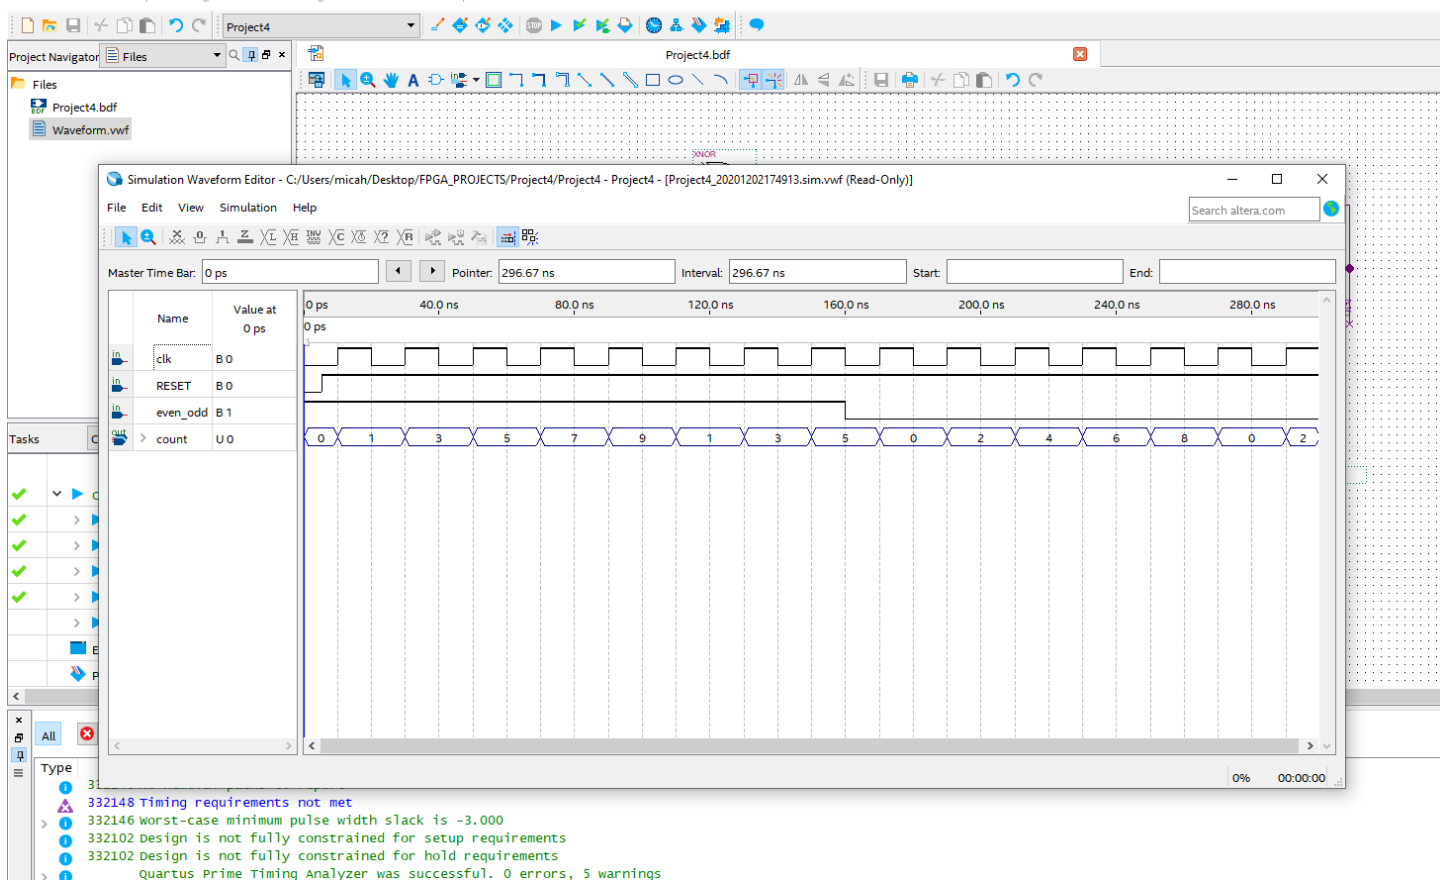 Project4
Project Navigator Files
Project4.bdf
Files
Project4.bdf
Waveform.vwf
XNOR
Simulation Waveform Editor - C:/Users/micah/Desktop/FPGA_PROJECTS/Project4/Project4 - Project4 - [Project4_20201202174913.sim.vwf (Read-Only)]
File Edit View Simulation Help
Search altera.com
Master Time Bar: 0 ps Pointer: 296.67 ns Interval: 296.67 ns Start: End:
Name Value at 0 ps
0 ps 40.0 ns 80.0 ns 120.0 ns 160.0 ns 200.0 ns 240.0 ns 280.0 ns
0 ps
in clk B 0
in RESET B 0
in even_odd B 1
out count U 0 0 1 3 5 7 9 1 3 5 0 2 4 6 8 0 2
Tasks
0% 00:00:00
All
Type
332148 Timing requirements not met
332146 Worst-case minimum pulse width slack is -3.000
332102 Design is not fully constrained for setup requirements
332102 Design is not fully constrained for hold requirements
Quartus Prime Timing Analyzer was successful. 0 errors, 5 warnings